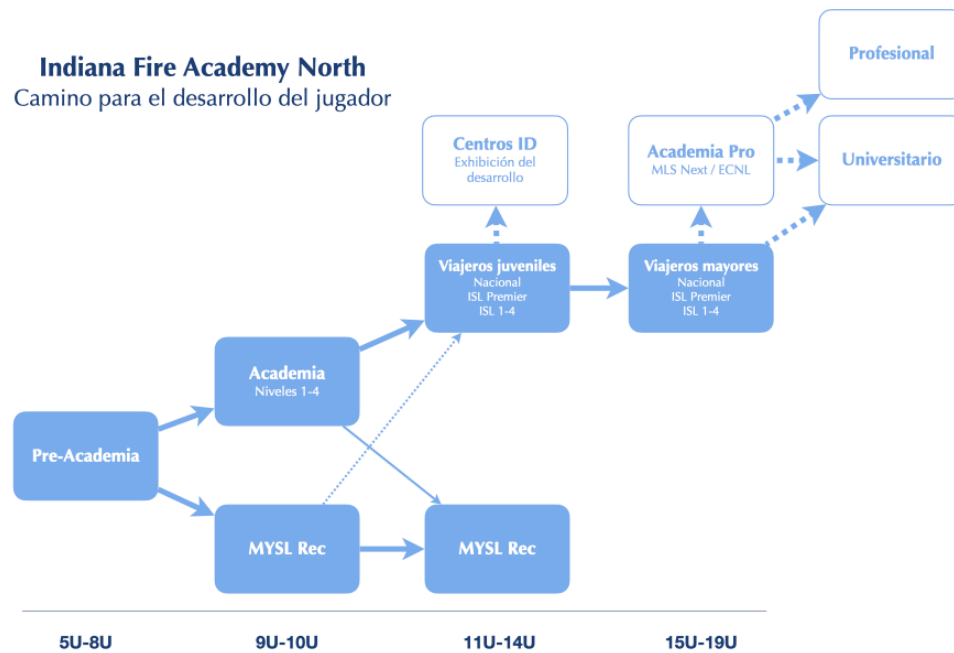 Indiana Fire Academy North
Camino para el desarrollo del jugador
Profesional
Centros ID
Exhibición del
desarrollo
Academia Pro
MLS Next / ECNL
Universitario
Viajeros juveniles
Nacional
ISL Premier
ISL 1-4
Viajeros mayores
Nacional
ISL Premier
ISL 1-4
Academia
Niveles 1-4
Pre-Academia
MYSL Rec
MYSL Rec
5U-8U
9U-10U
11U-14U
15U-19U